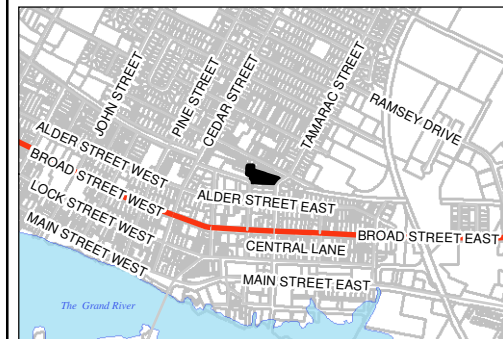 JOHN STREET
PINE STREET
CEDAR STREET
TAMARAC STREET
RAMSEY DRIVE
ALDER STREET WEST
BROAD STREET WEST
LOCK STREET WEST
MAIN STREET WEST
ALDER STREET EAST
BROAD STREET EAST
CENTRAL LANE
MAIN STREET EAST
The Grand River